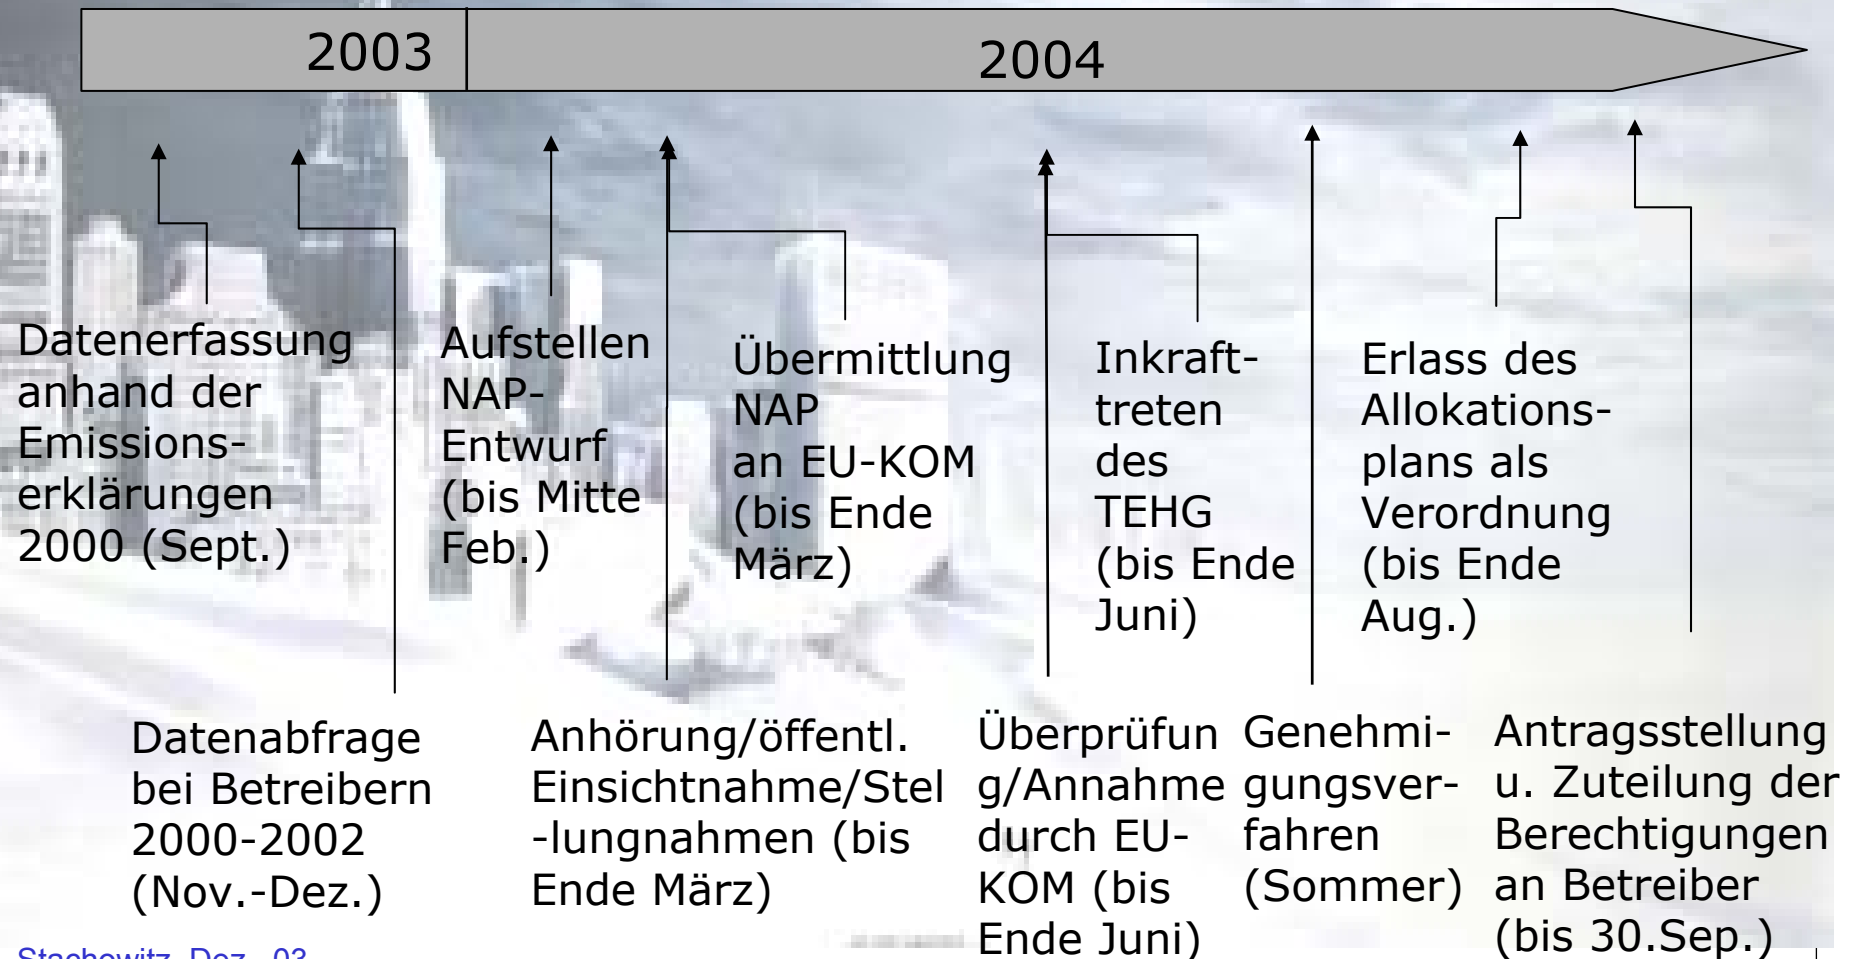 2003
2004
Datenerfassung
anhand der
Emissions-
erklärungen
2000 (Sept.)
Aufstellen
NAP-
Entwurf
(bis Mitte
Feb.)
Übermittlung
NAP
an EU-KOM
(bis Ende
März)
Inkraft-
treten
des
TEHG
(bis Ende
Juni)
Erlass des
Allokations-
plans als
Verordnung
(bis Ende
Aug.)
Datenabfrage
bei Betreibern
2000-2002
(Nov.-Dez.)
Anhörung/öffentl.
Einsichtnahme/Stel
-lungnahmen (bis
Ende März)
Überprüfun
g/Annahme
durch EU-
KOM (bis
Ende Juni)
Genehmi-
gungsver-
fahren
(Sommer)
Antragsstellung
u. Zuteilung der
Berechtigungen
an Betreiber
(bis 30.Sep.)
Stachowitz, Dez. 03